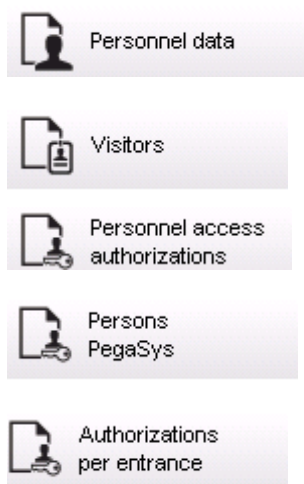 Personnel data
Visitors
Personnel access
authorizations
Persons
PegaSys
Authorizations
per entrance